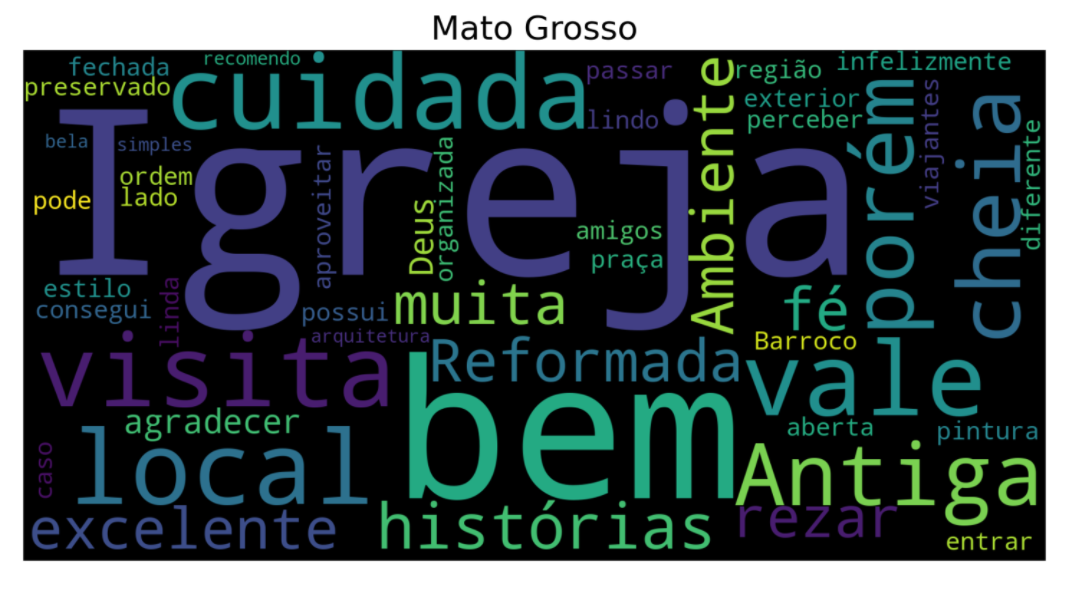 Mato Grosso
recomendo
fechada
cuidada
passar
Ambiente
região
infelizmente
preservado
exterior
porém
viajantes
cheia
Igreja
lindo
perceber
diferente
bela
simples
ordem
pode
lado
aproveitar
Deus
organizada
amigos
praça
estilo
consegui
linda
possui
muita
fé
arquitetura
Barroco
visita
Reformada
vale
bem
agradecer
aberta
pintura
caso
local
Antiga
excelente
histórias
rezar
entrar